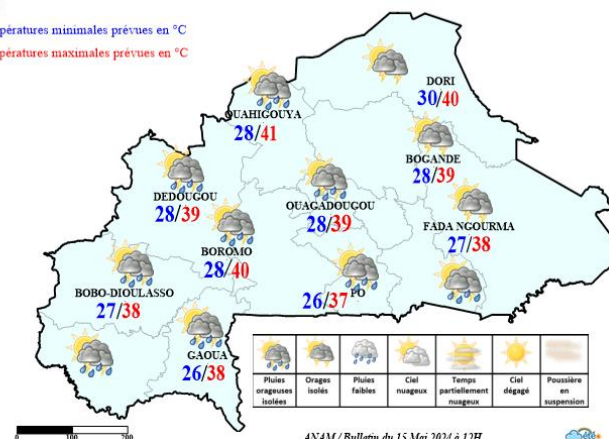 pératures minimales prévues en °C
pératures maximales prévues en °C
DORI
30/40
OUAHIGOUYA
28/41
BOGANDE
28/39
DEDOUGOU
28/39
OUAGADOUGOU
28/39
FADA NGOURMA
27/38
BOROMO
28/40
BOBO-DIOULASSO
27/38
PO
26/37
GAOUA
26/38
Pluies orageuses isolées
Orages isolés
Pluies faibles
Ciel nuageux
Temps partiellement nuageux
Ciel dégagé
Poussière en suspension
0 100 200
ANAM / Bulletin du 15 Mai 2024 à 12H